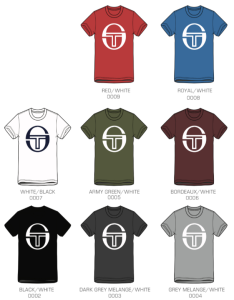 RED/WHITE
0009
ROYAL/WHITE
0008
WHITE/BLACK
0007
ARMY GREEN/WHITE
0006
BORDEAUX/WHITE
0005
BLACK/WHITE
0002
DARK GREY MELANGE/WHITE
0003
GREY MELANGE/WHITE
0004